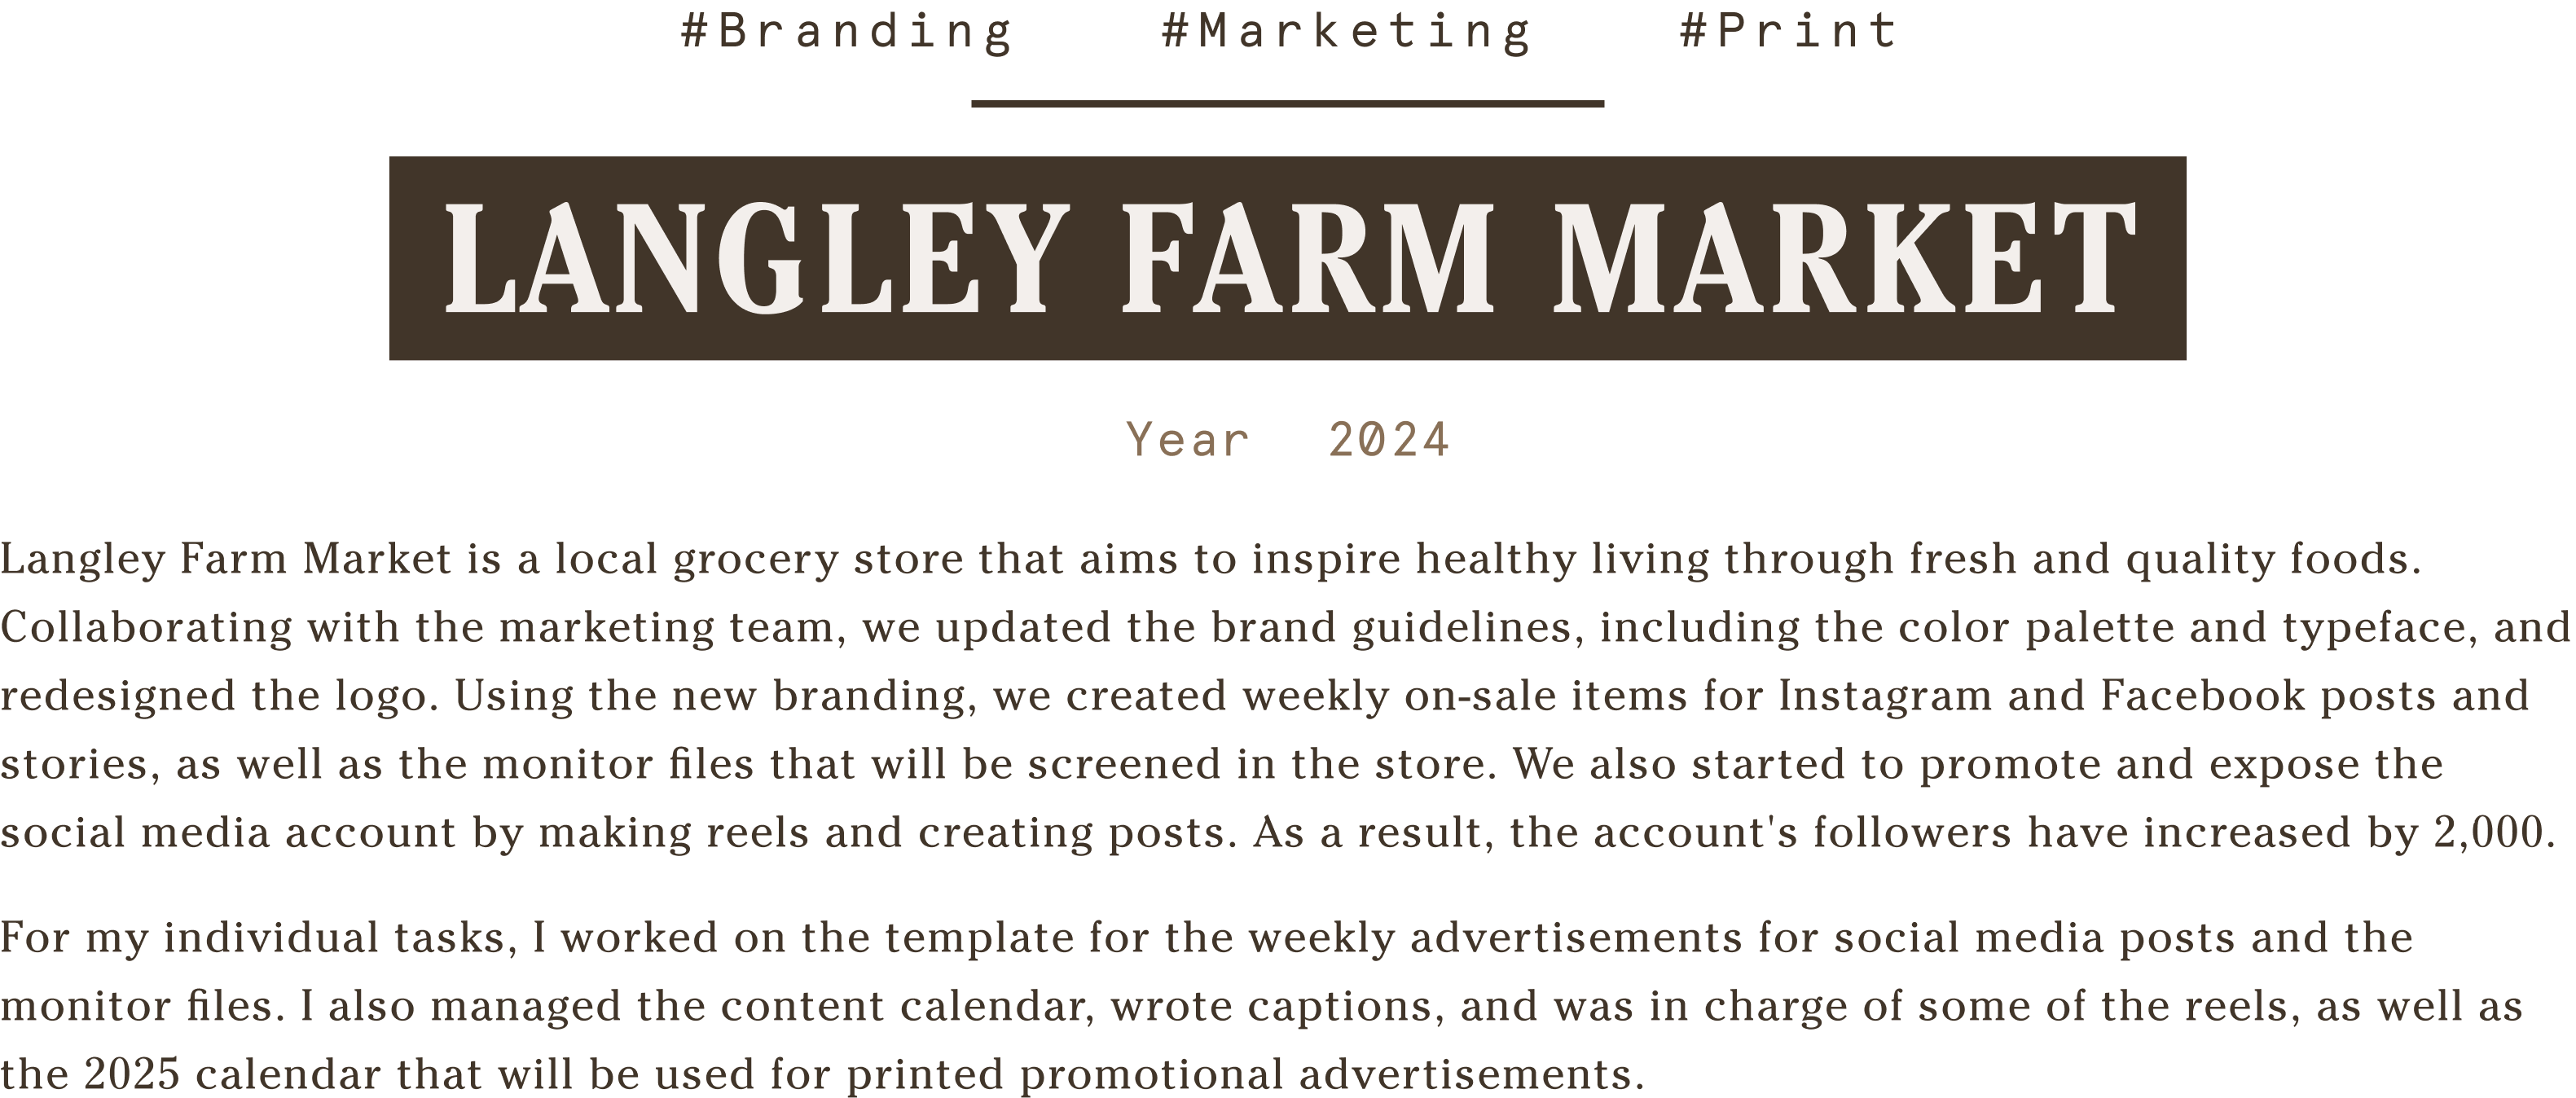 #Branding #Marketing #Print
LANGLEY FARM MARKET
Year 2024
Langley Farm Market is a local grocery store that aims to inspire healthy living through fresh and quality foods.
Collaborating with the marketing team, we updated the brand guidelines, including the color palette and typeface, and
redesigned the logo. Using the new branding, we created weekly on-sale items for Instagram and Facebook posts and
stories, as well as the monitor files that will be screened in the store. We also started to promote and expose the
social media account by making reels and creating posts. As a result, the account's followers have increased by 2,000.
For my individual tasks, I worked on the template for the weekly advertisements for social media posts and the
monitor files. I also managed the content calendar, wrote captions, and was in charge of some of the reels, as well as
the 2025 calendar that will be used for printed promotional advertisements.